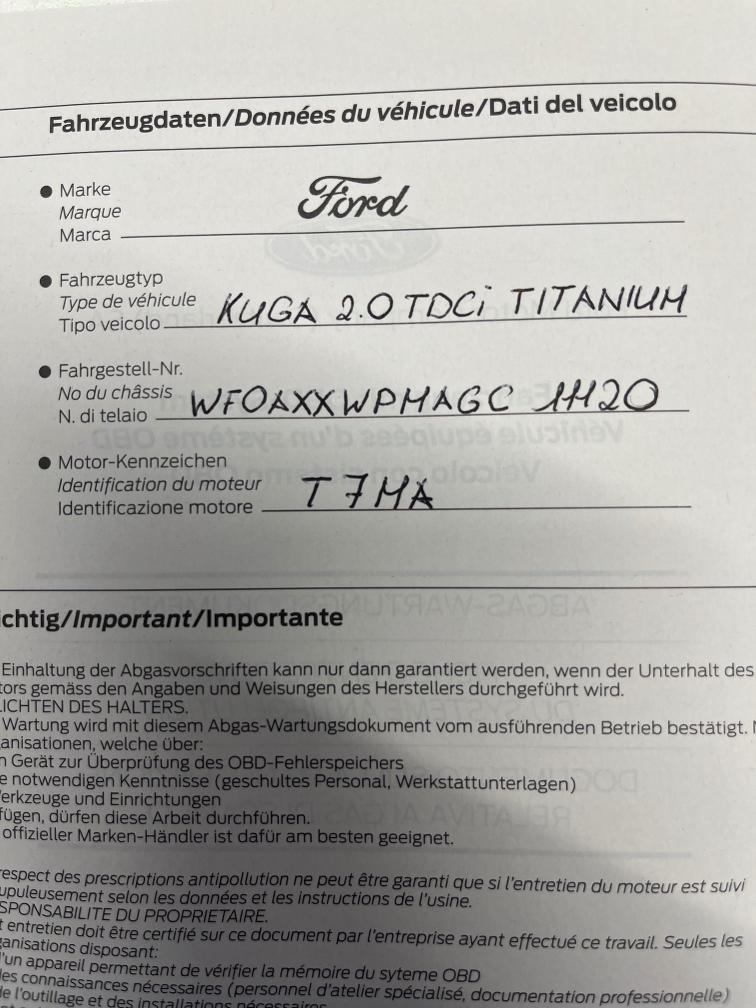 Fahrzeugdaten/Données du véhicule/Dati del veicolo
● Marke
Marque
Marca
Ford
● Fahrzeugtyp
Type de véhicule
Tipo veicolo
KUGA 2.0 TDCi TITANIUM
● Fahrgestell-Nr.
No du châssis
N. di telaio
WF0AXXWPMAGC 1H20
● Motor-Kennzeichen
Identification du moteur
Identificazione motore
T7MA
ichtig/Important/Importante
Einhaltung der Abgasvorschriften kann nur dann garantiert werden, wenn der Unterhalt des
tors gemäss den Angaben und Weisungen des Herstellers durchgeführt wird.
LICHTEN DES HALTERS.
Wartung wird mit diesem Abgas-Wartungsdokument vom ausführenden Betrieb bestätigt.
anisationen, welche über:
n Gerät zur Überprüfung des OBD-Fehlerspeichers
e notwendigen Kenntnisse (geschultes Personal, Werkstattunterlagen)
erkzeuge und Einrichtungen
fügen, dürfen diese Arbeit durchführen.
offizieller Marken-Händler ist dafür am besten geeignet.
respect des prescriptions antipollution ne peut être garanti que si l'entretien du moteur est suivi
upuleusement selon les données et les instructions de l'usine.
SPONSABILITE DU PROPRIETAIRE.
t entretien doit être certifié sur ce document par l'entreprise ayant effectué ce travail. Seules les
ganisations disposant:
l'un appareil permettant de vérifier la mémoire du syteme OBD
les connaissances nécessaires (personnel d'atelier spécialisé, documentation professionnelle)
de l'outillage et des installations nécessaires